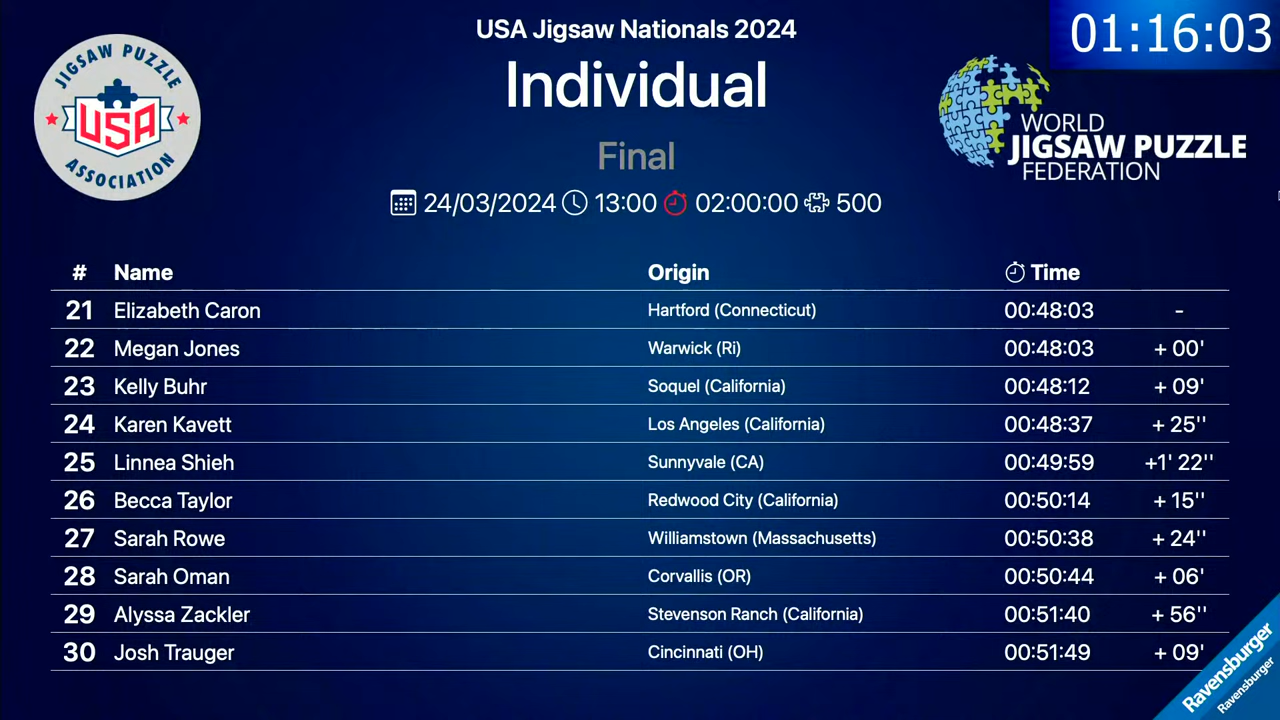 USA Jigsaw Nationals 2024
01:16:03
Individual
JIGSAW PUZZLE
USA
ASSOCIATION
WORLD
JIGSAW PUZZLE
FEDERATION
Final
24/03/2024 13:00 02:00:00 500
# Name Origin Time
21 Elizabeth Caron Hartford (Connecticut) 00:48:03 -
22 Megan Jones Warwick (Ri) 00:48:03 + 00'
23 Kelly Buhr Soquel (California) 00:48:12 + 09'
24 Karen Kavett Los Angeles (California) 00:48:37 + 25''
25 Linnea Shieh Sunnyvale (CA) 00:49:59 +1' 22''
26 Becca Taylor Redwood City (California) 00:50:14 + 15''
27 Sarah Rowe Williamstown (Massachusetts) 00:50:38 + 24''
28 Sarah Oman Corvallis (OR) 00:50:44 + 06'
29 Alyssa Zackler Stevenson Ranch (California) 00:51:40 + 56''
30 Josh Trauger Cincinnati (OH) 00:51:49 + 09'
Ravensburger
Ravensburger